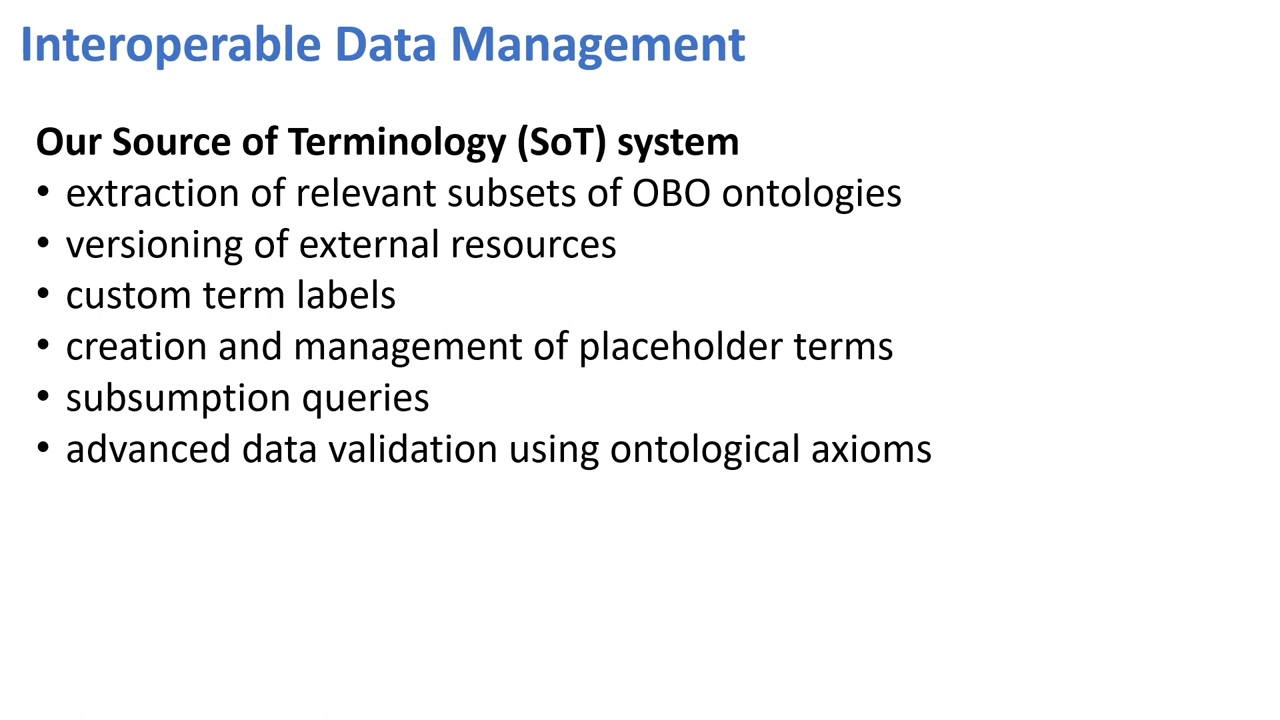 Interoperable Data Management
Our Source of Terminology (SoT) system
• extraction of relevant subsets of OBO ontologies
• versioning of external resources
• custom term labels
• creation and management of placeholder terms
• subsumption queries
• advanced data validation using ontological axioms